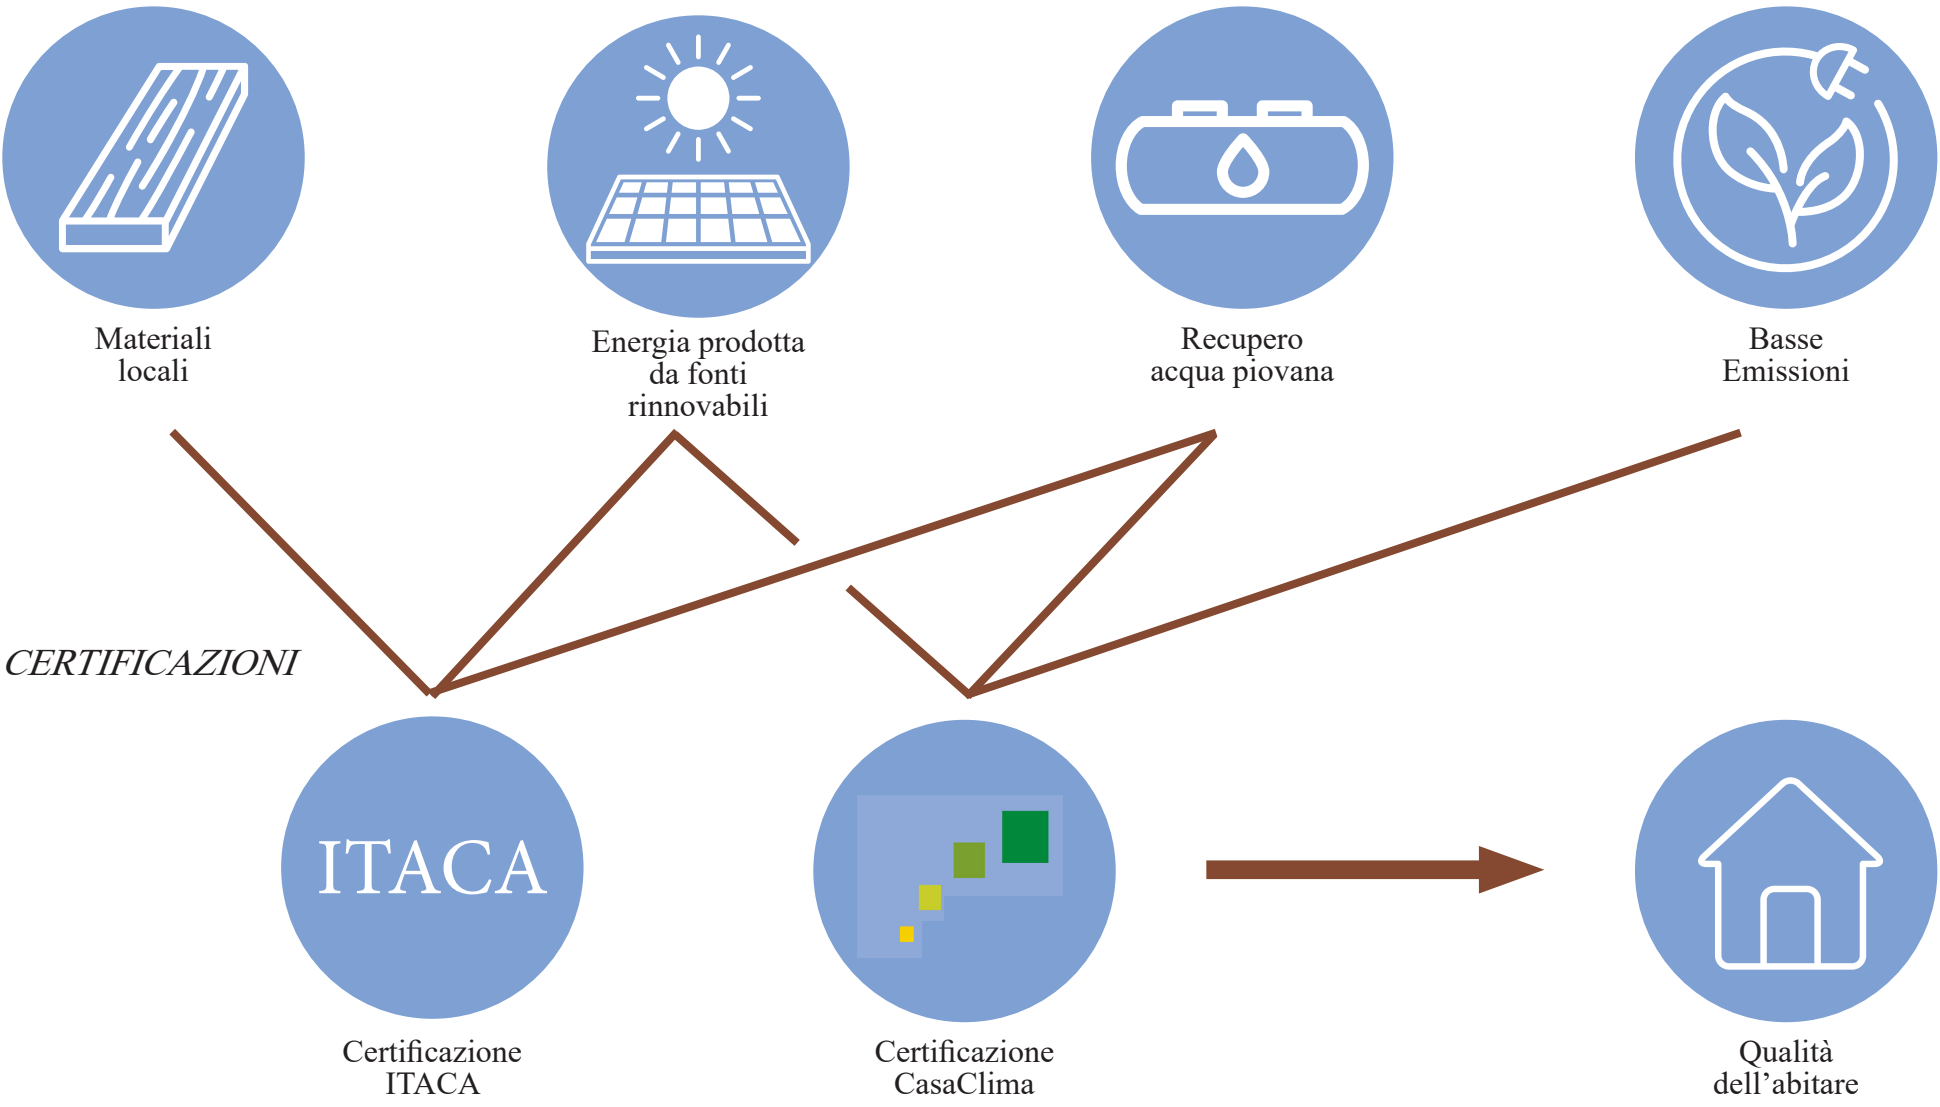 Materiali
locali
Energia prodotta
da fonti
rinnovabili
Recupero
acqua piovana
Basse
Emissioni
CERTIFICAZIONI
ITACA
Certificazione
ITACA
Certificazione
CasaClima
Qualità
dell’abitare